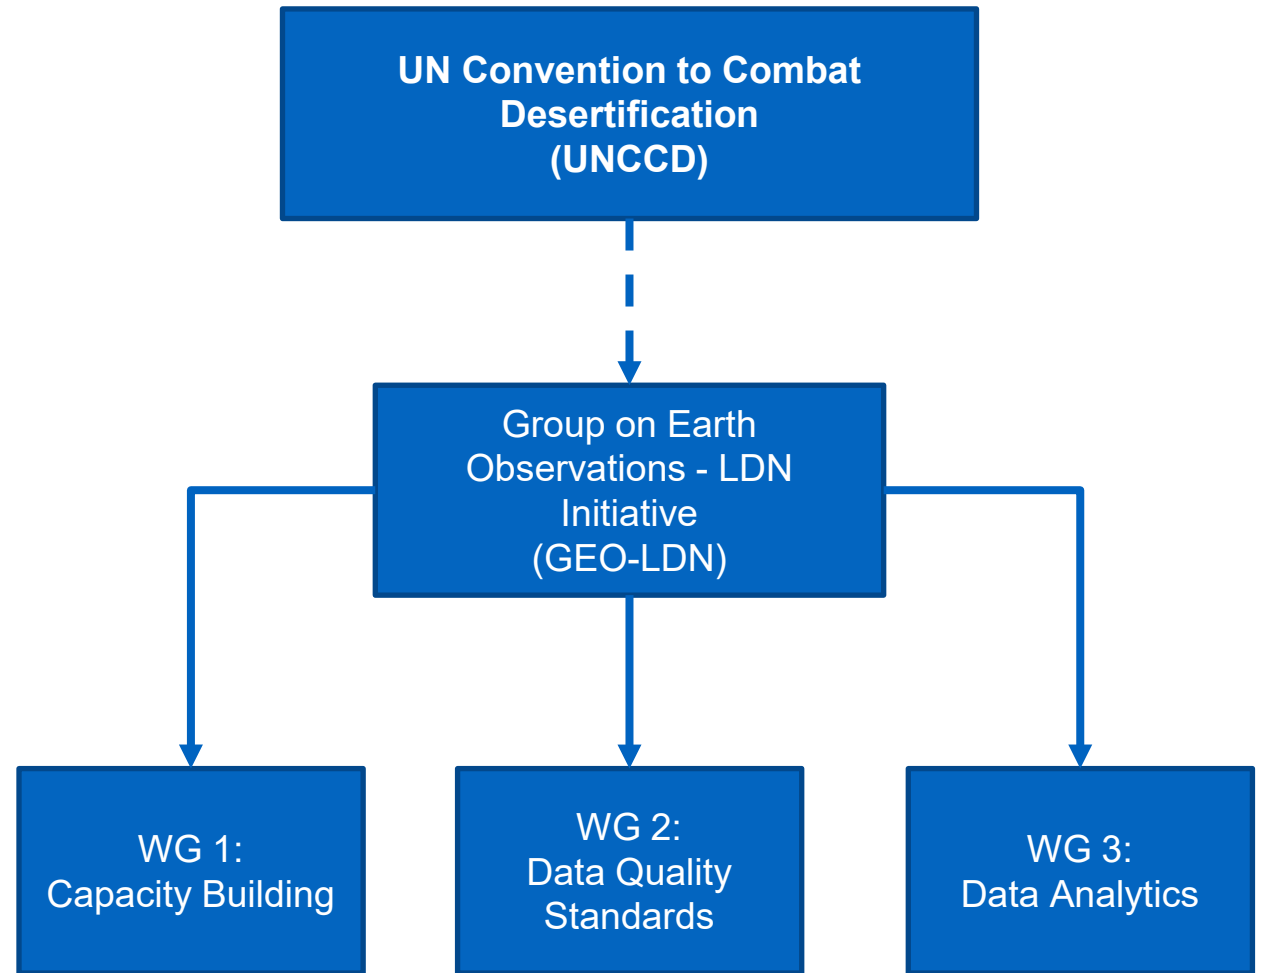 UN Convention to Combat
Desertification
(UNCCD)
Group on Earth
Observations - LDN
Initiative
(GEO-LDN)
WG 1:
Capacity Building
WG 2:
Data Quality
Standards
WG 3:
Data Analytics